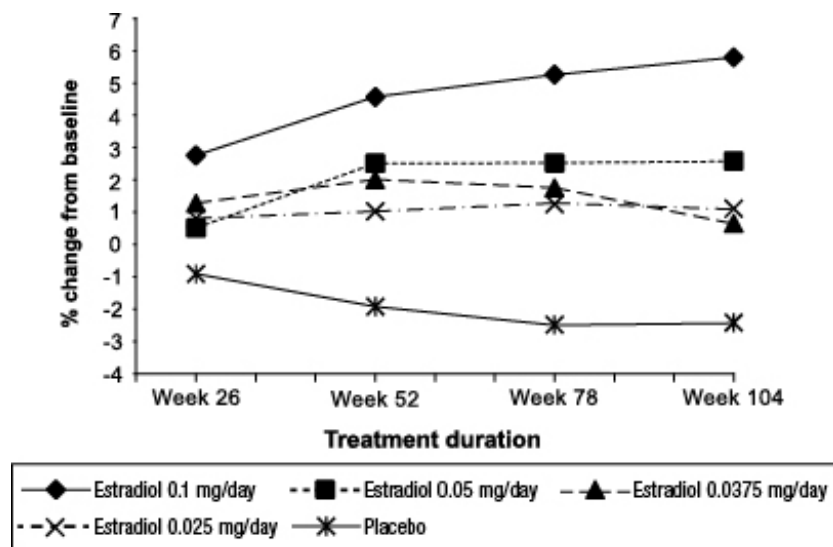 7
6
5
4
3
2
1
0
-1
-2
-3
-4
% change from baseline
Week 26 Week 52 Week 78 Week 104
Treatment duration
Estradiol 0.1 mg/day Estradiol 0.05 mg/day Estradiol 0.0375 mg/day
Estradiol 0.025 mg/day Placebo